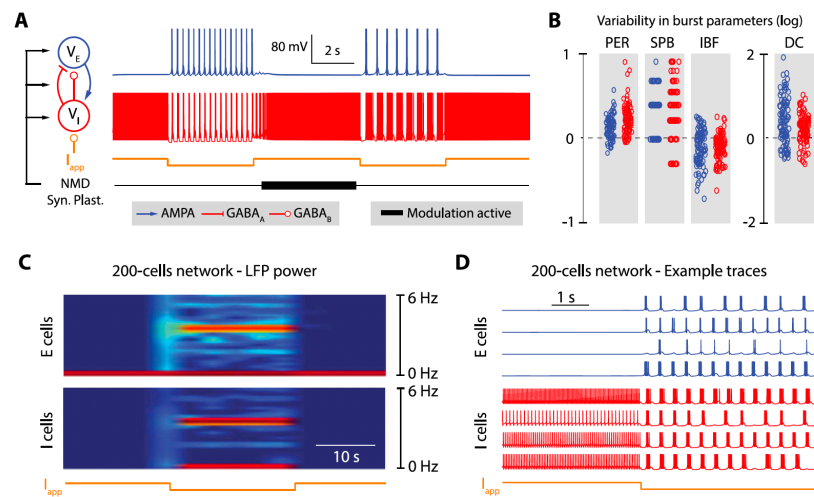 A
V_E
V_I
I_app
NMD
Syn. Plast.
80 mV
2 s
AMPA
GABA_A
GABA_B
Modulation active
B
Variability in burst parameters (log)
PER
SPB
IBF
DC
1
0
-1
2
0
-2
C
200-cells network - LFP power
E cells
6 Hz
0 Hz
I cells
6 Hz
0 Hz
10 s
I_app
D
200-cells network - Example traces
1 s
E cells
I cells
I_app